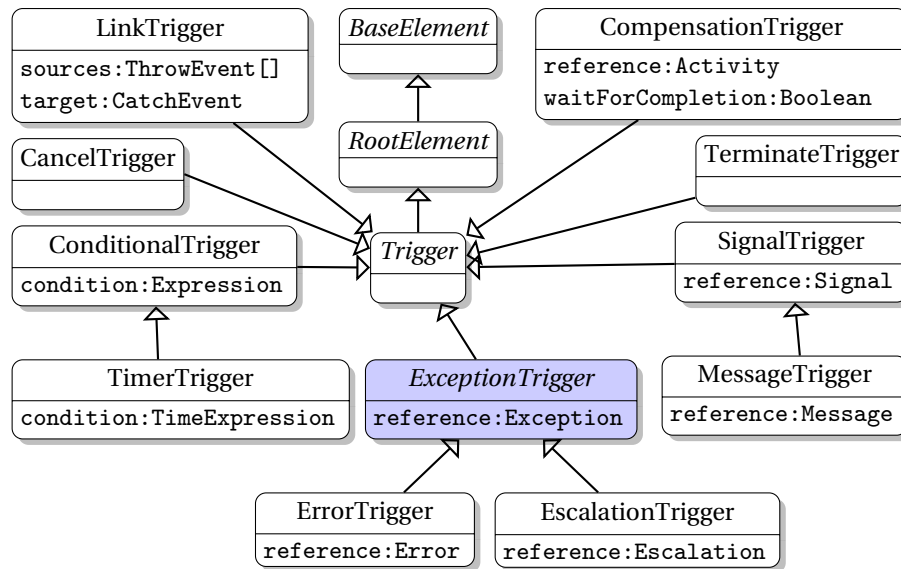 LinkTrigger
sources:ThrowEvent[]
target:CatchEvent
BaseElement
CompensationTrigger
reference:Activity
waitForCompletion:Boolean
RootElement
CancelTrigger
TerminateTrigger
ConditionalTrigger
condition:Expression
Trigger
SignalTrigger
reference:Signal
TimerTrigger
condition:TimeExpression
ExceptionTrigger
reference:Exception
MessageTrigger
reference:Message
ErrorTrigger
reference:Error
EscalationTrigger
reference:Escalation